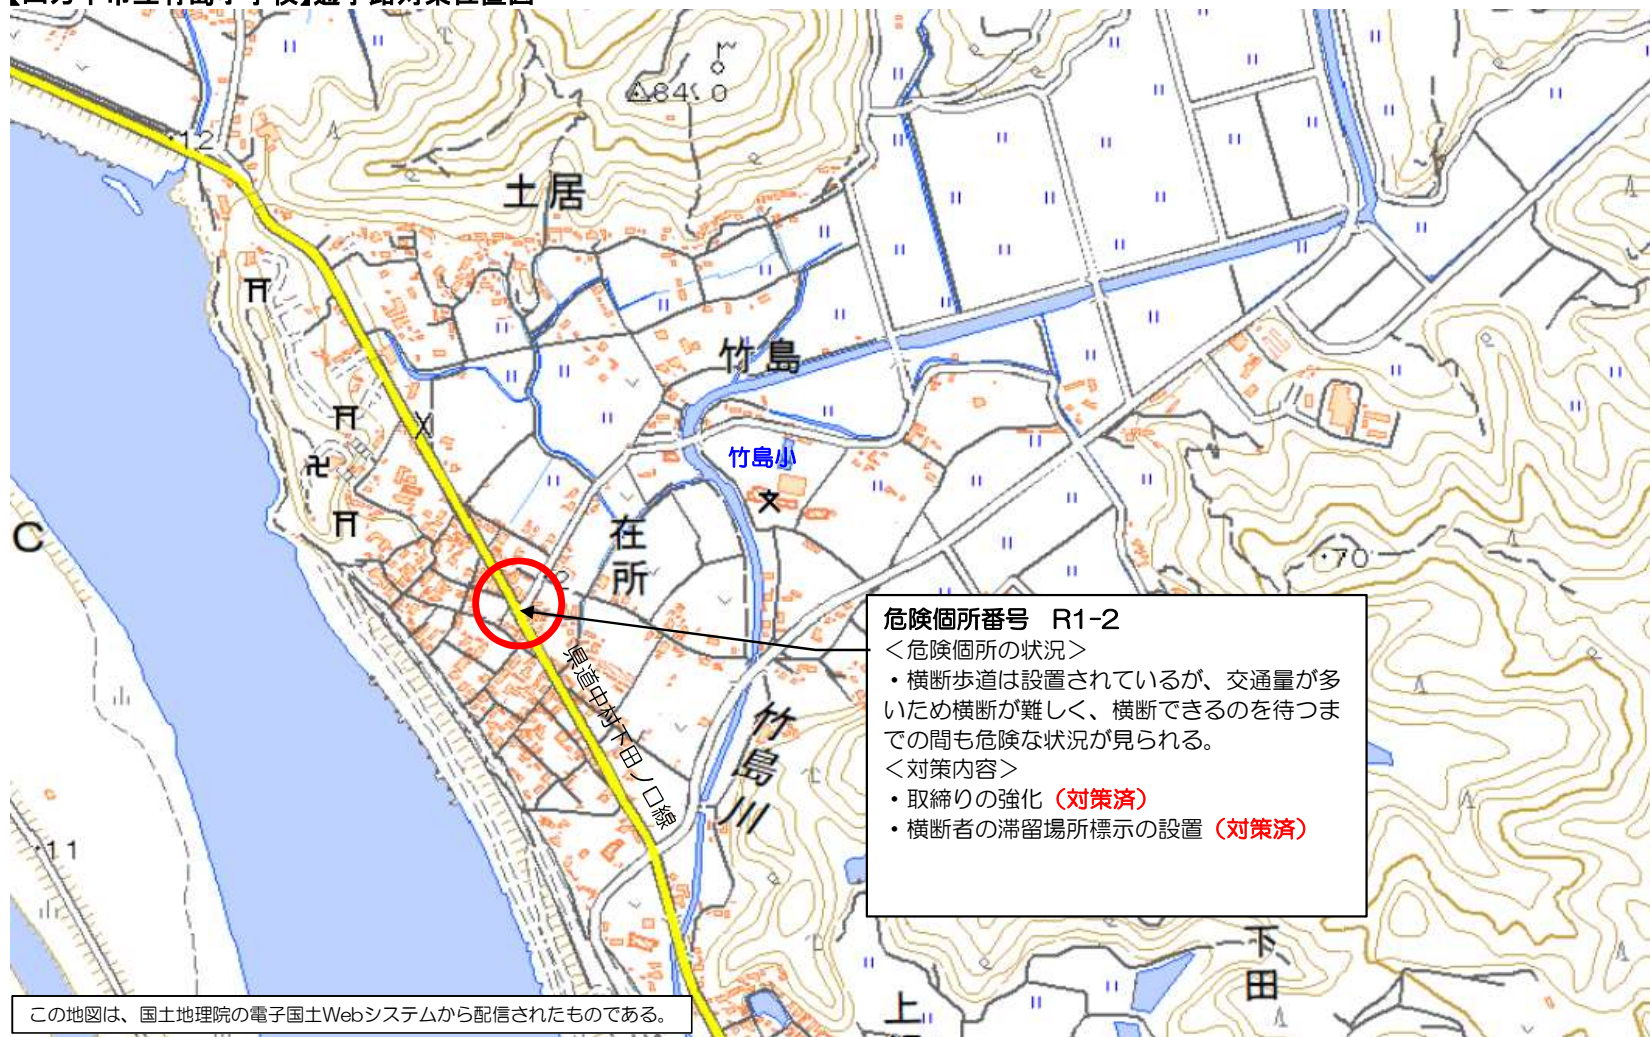 84.0
12
土居
竹島
竹島小
文
在所
C
2
70
県道中村下田ノ口線
竹島川
11
下田
上
危険個所番号　R1-2
＜危険個所の状況＞
・横断歩道は設置されているが、交通量が多
いため横断が難しく、横断できるのを待つま
での間も危険な状況が見られる。
＜対策内容＞
・取締りの強化（対策済）
・横断者の滞留場所標示の設置（対策済）
この地図は、国土地理院の電子国土Webシステムから配信されたものである。